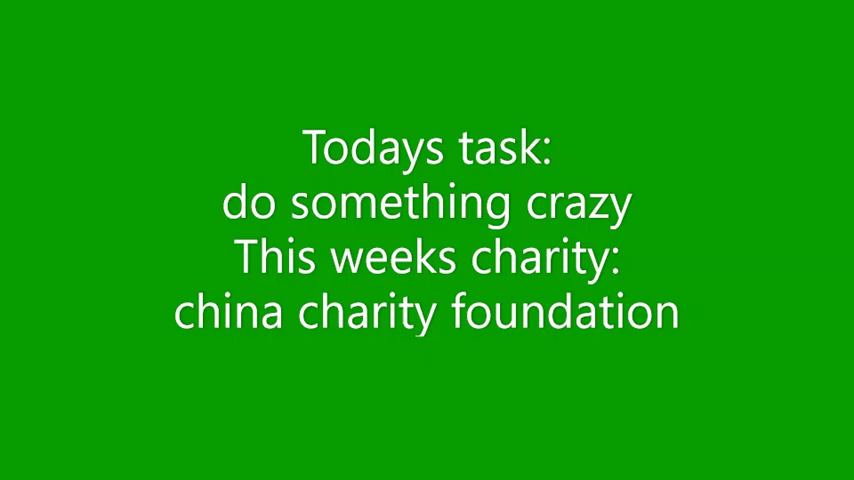 Todays task:
do something crazy
This weeks charity:
china charity foundation